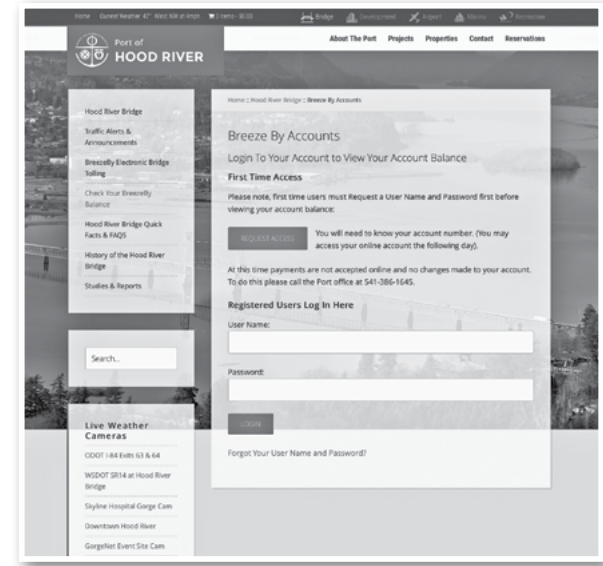 Home Current Weather: 42° West NW at 4mph 0 items - $0.00 Bridge Development Airport Marina Recreation
Port of
HOOD RIVER
About The Port Projects Properties Contact Reservations
Hood River Bridge
Traffic Alerts &
Announcements
BreezeBy Electronic Bridge
Tolling
Check Your BreezeBy
Balance
Hood River Bridge Quick
Facts & FAQS
History of the Hood River
Bridge
Studies & Reports
Search...
Live Weather
Cameras
ODOT I-84 Exits 63 & 64
WSDOT SR14 at Hood River
Bridge
Skyline Hospital Gorge Cam
Downtown Hood River
GorgeNet Event Site Cam
Home :: Hood River Bridge :: Breeze By Accounts
Breeze By Accounts
Login To Your Account to View Your Account Balance
First Time Access
Please note, first time users must Request a User Name and Password first before
viewing your account balance:
REQUEST ACCESS
You will need to know your account number. (You may
access your online account the following day).
At this time payments are not accepted online and no changes made to your account.
To do this please call the Port office at 541-386-1645.
Registered Users Log In Here
User Name:
Password:
LOGIN
Forgot Your User Name and Password?